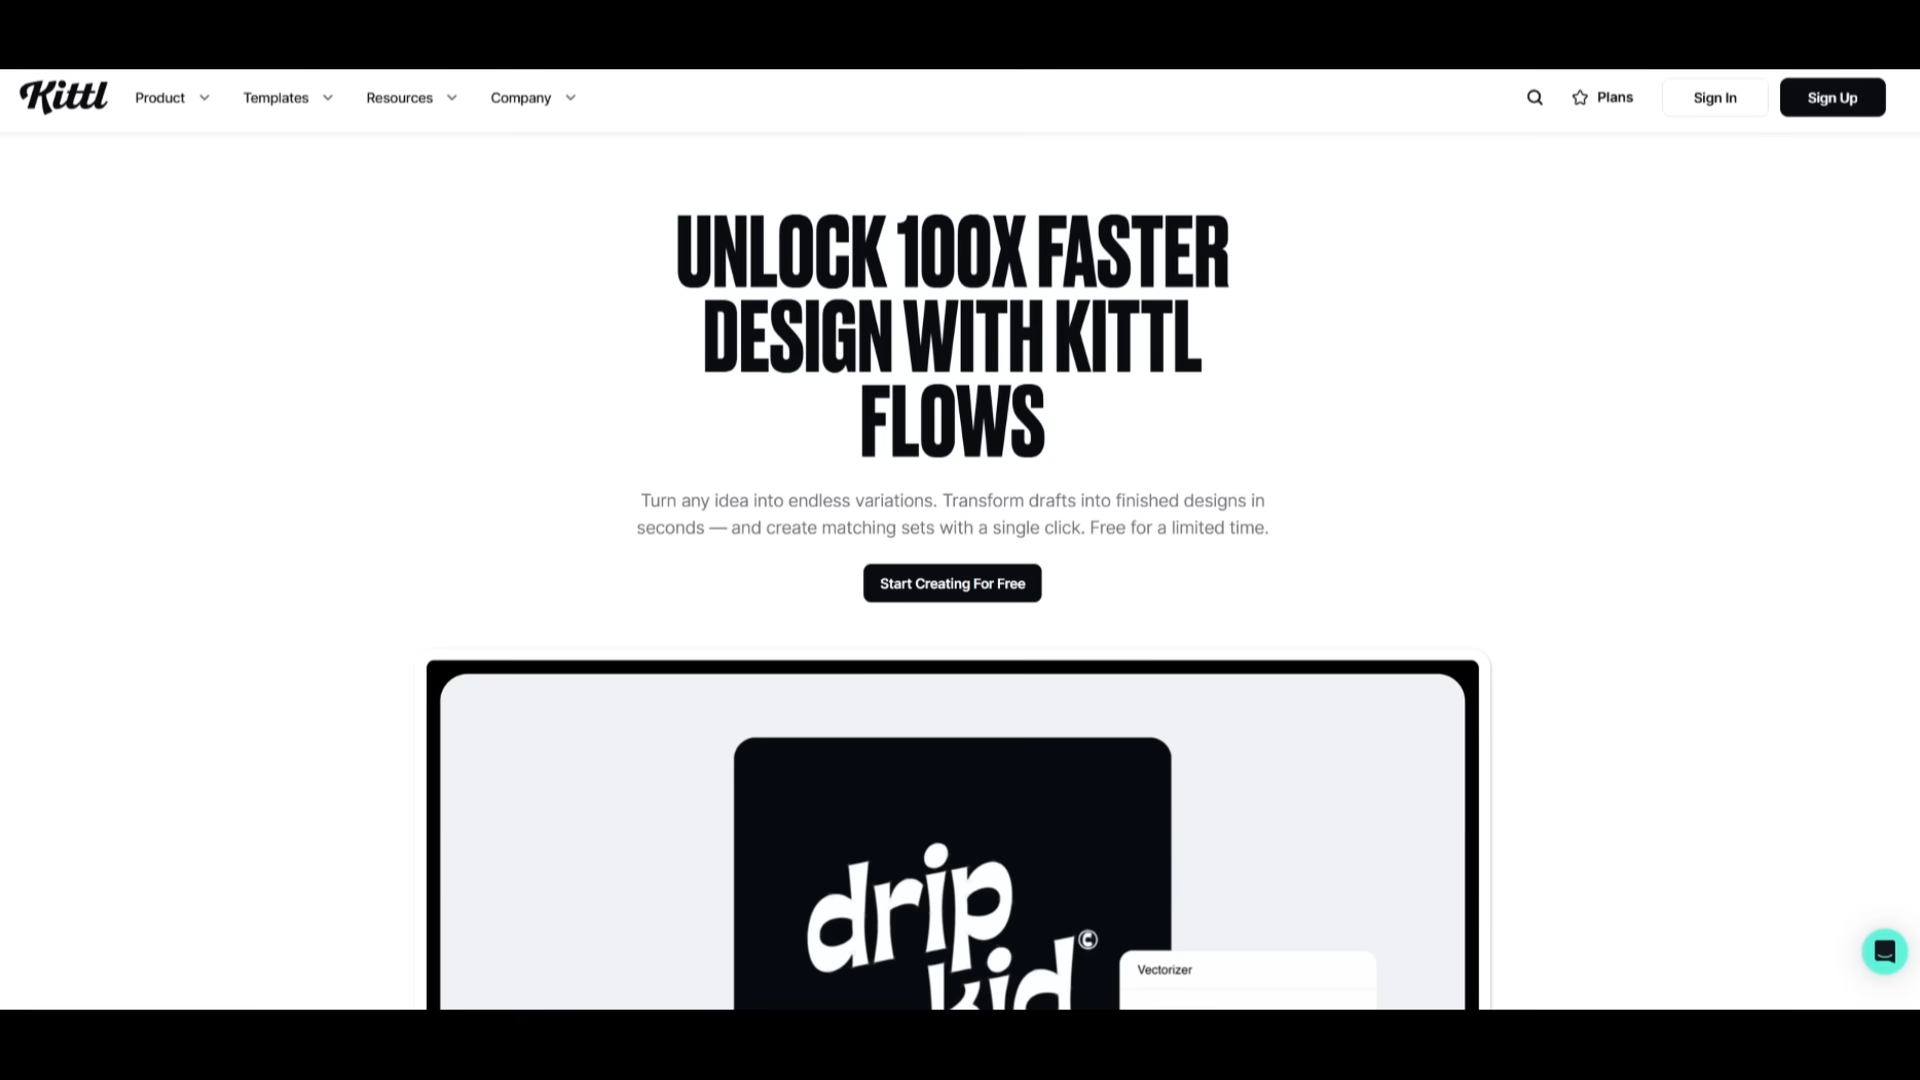 Kittl
Product
Templates
Resources
Company
Plans
Sign In
Sign Up
UNLOCK 100X FASTER
DESIGN WITH KITTL
FLOWS
Turn any idea into endless variations. Transform drafts into finished designs in
seconds — and create matching sets with a single click. Free for a limited time.
Start Creating For Free
drip
kid©
Vectorizer